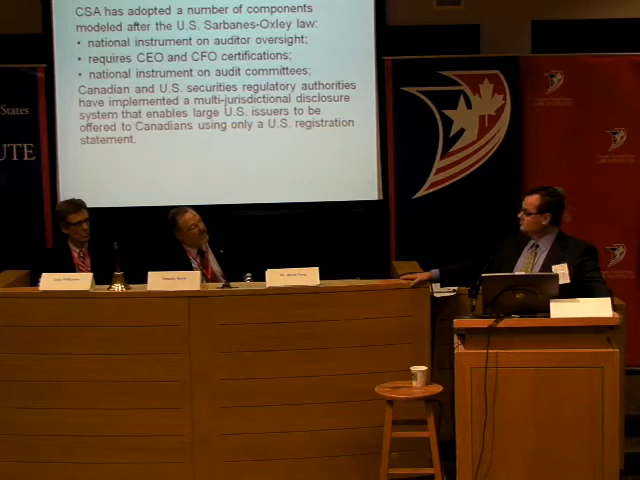 CSA has adopted a number of components
modeled after the U.S. Sarbanes-Oxley law:
• national instrument on auditor oversight;
• requires CEO and CFO certifications;
• national instrument on audit committees;
Canadian and U.S. securities regulatory authorities
have implemented a multi-jurisdictional disclosure
system that enables large U.S. issuers to be
offered to Canadians using only a U.S. registration
statement.
States
UTE